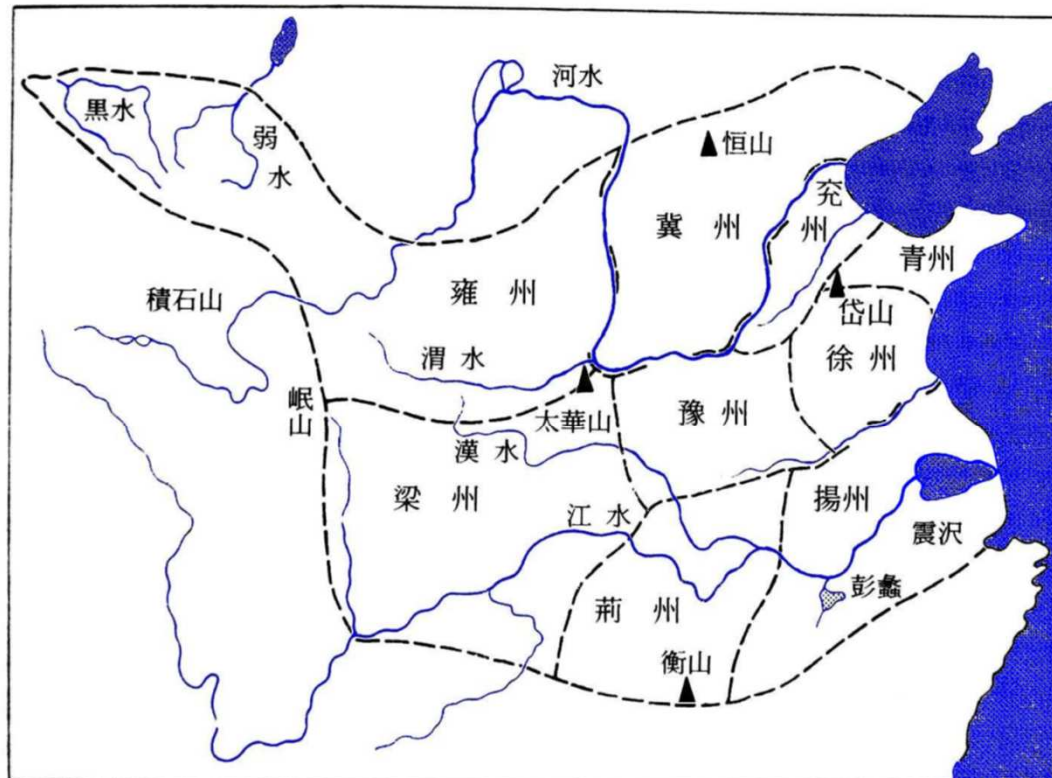 黒水
弱水
河水
恒山
兗州
冀州
青州
積石山
雍州
岱山
渭水
徐州
岷山
太華山
豫州
漢水
梁州
江水
揚州
震沢
彭蠡
荊州
衡山